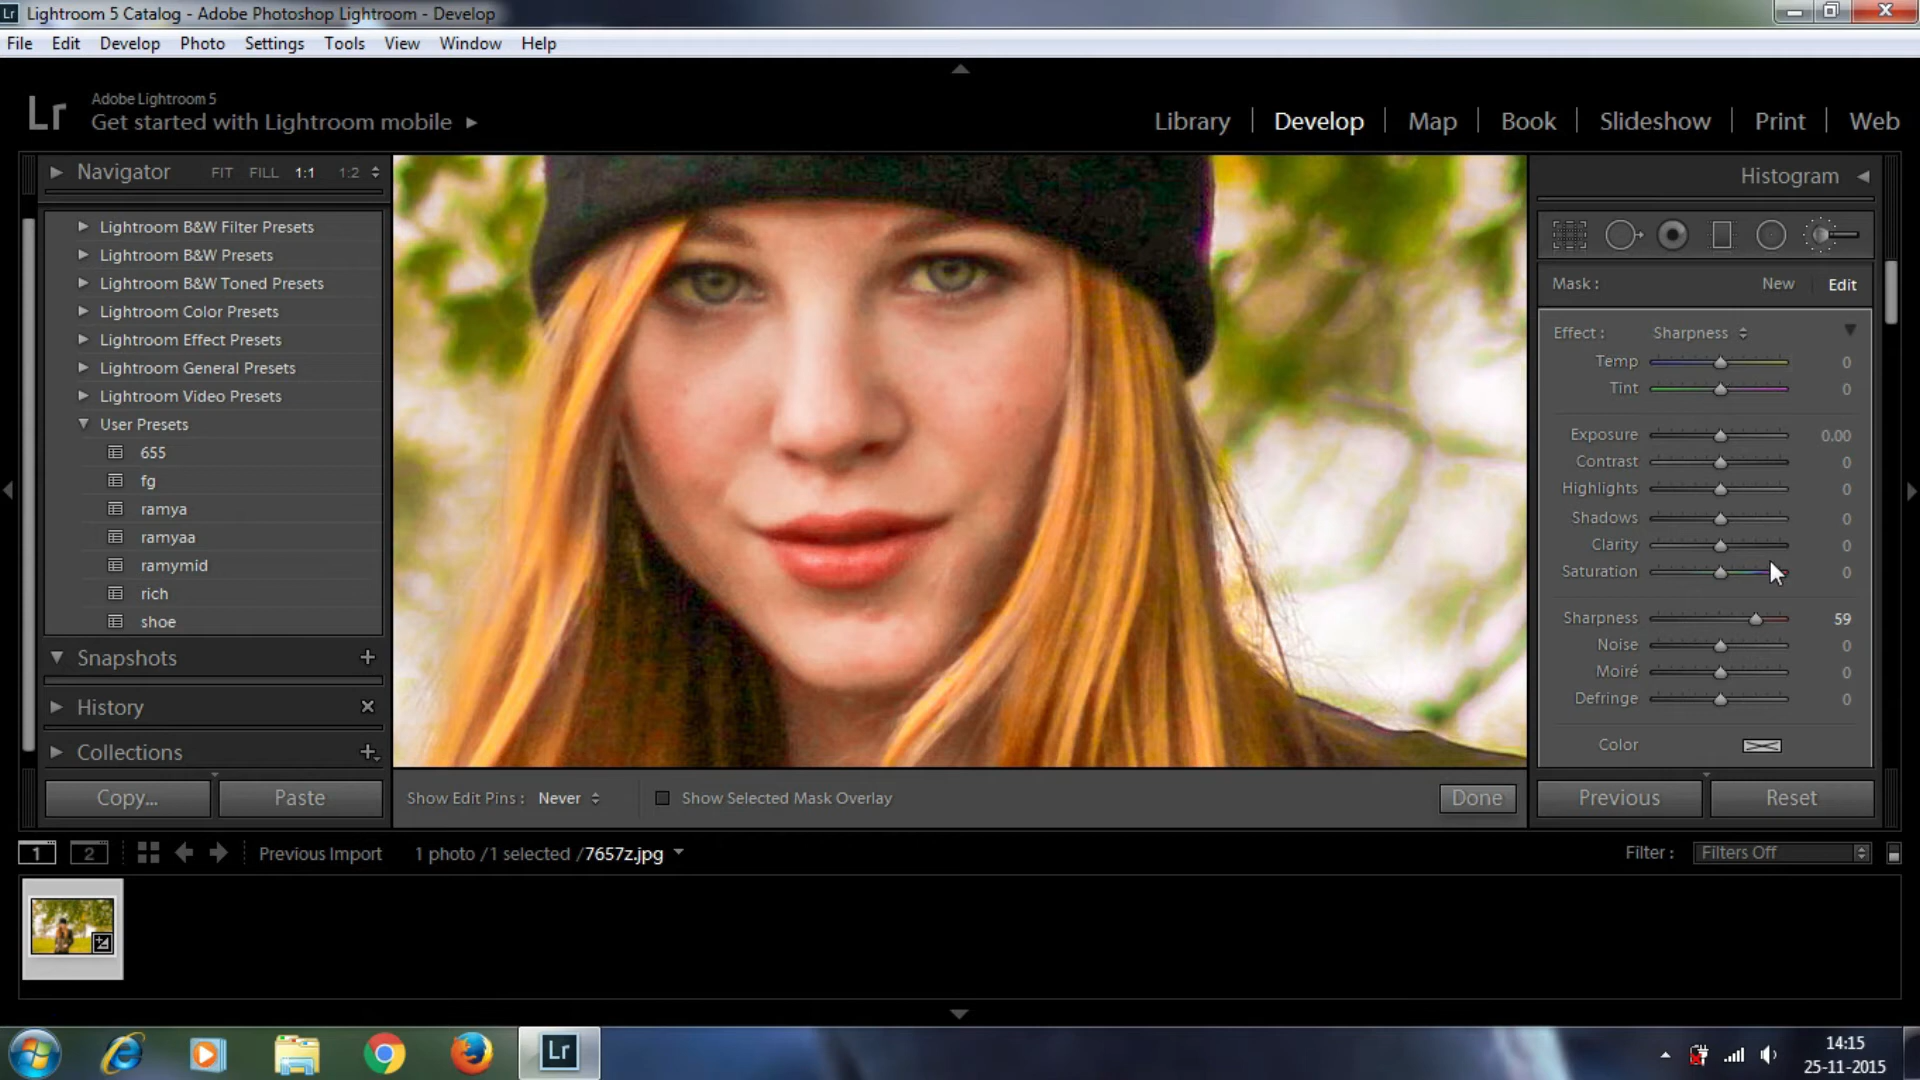 Lightroom 5 Catalog - Adobe Photoshop Lightroom - Develop
File Edit Develop Photo Settings Tools View Window Help
Lr
Adobe Lightroom 5
Get started with Lightroom mobile
Library Develop Map Book Slideshow Print Web
Navigator FIT FILL 1:1 1:2
Lightroom B&W Filter Presets
Lightroom B&W Presets
Lightroom B&W Toned Presets
Lightroom Color Presets
Lightroom Effect Presets
Lightroom General Presets
Lightroom Video Presets
User Presets
655
fg
ramya
ramyaa
ramymid
rich
shoe
Snapshots +
History ×
Collections +
Copy... Paste
Show Edit Pins : Never
Show Selected Mask Overlay
Done
Histogram
Mask : New Edit
Effect : Sharpness
Temp 0
Tint 0
Exposure 0.00
Contrast 0
Highlights 0
Shadows 0
Clarity 0
Saturation 0
Sharpness 59
Noise 0
Moiré 0
Defringe 0
Color
Previous Reset
1 2 Previous Import 1 photo /1 selected /7657z.jpg
Filter : Filters Off
Lr
14:15
25-11-2015